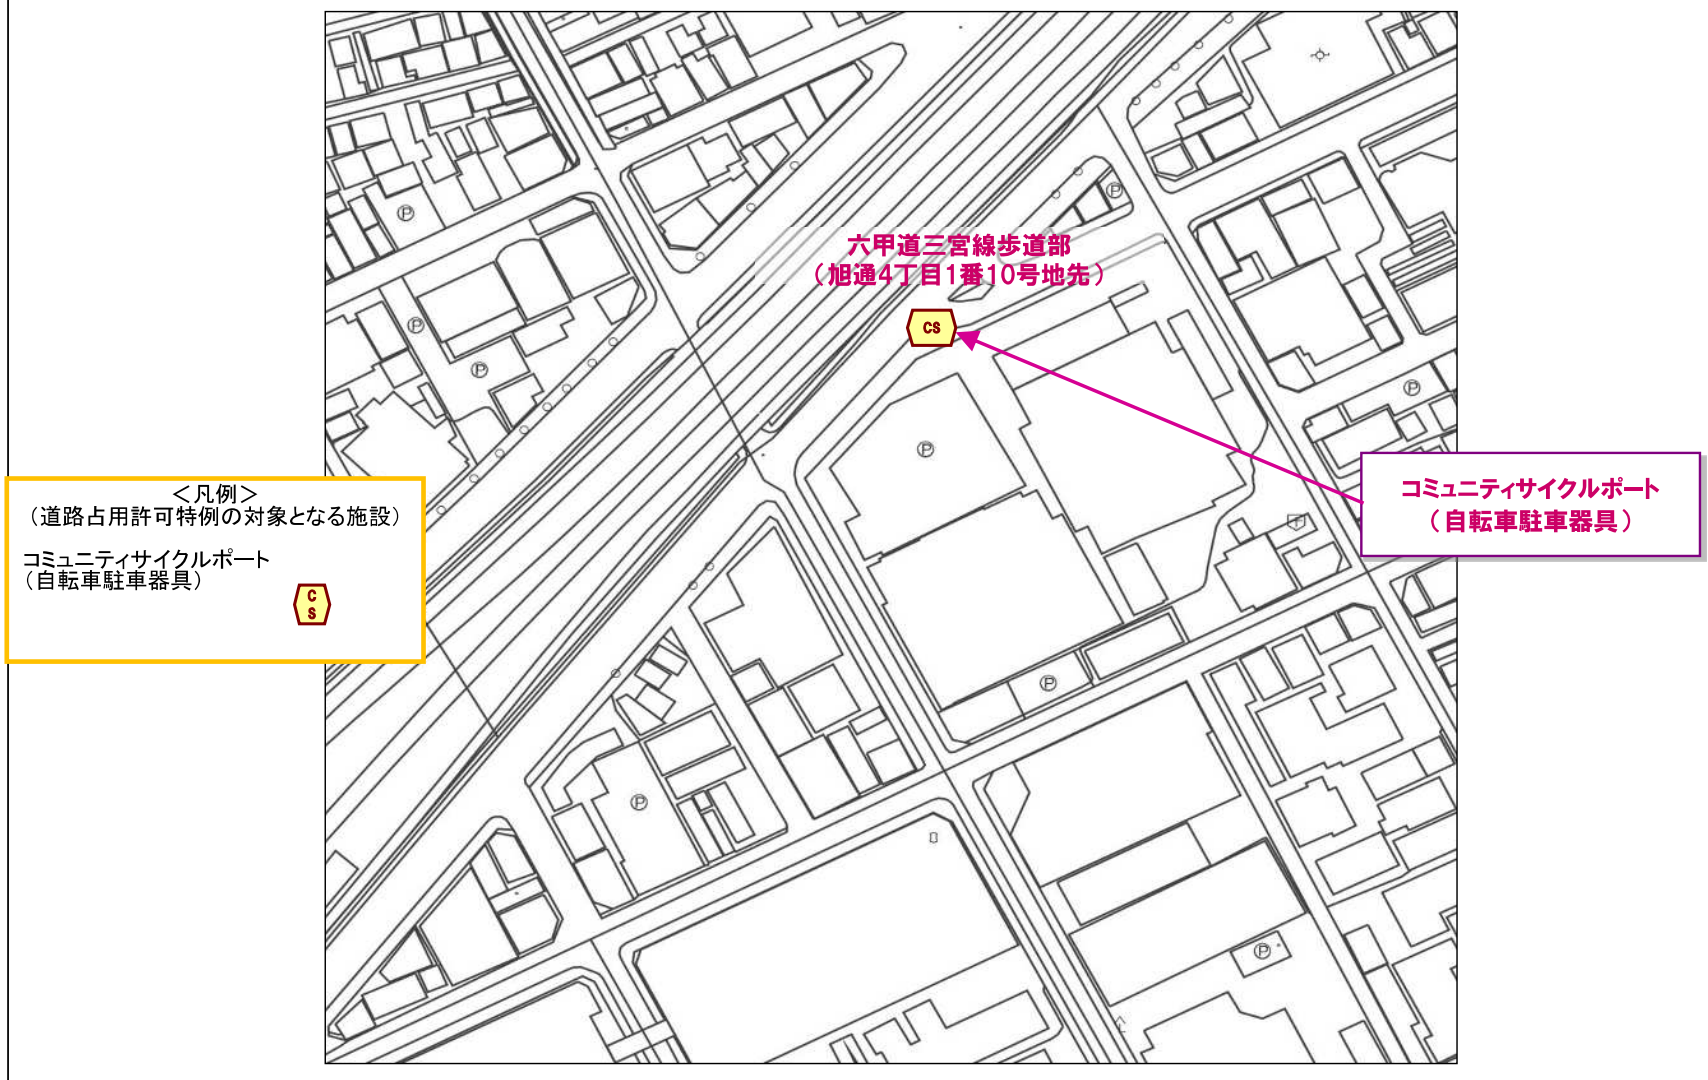 六甲道三宮線歩道部
（旭通4丁目1番10号地先）
CS
コミュニティサイクルポート
（自転車駐車器具）
＜凡例＞
（道路占用許可特例の対象となる施設）
コミュニティサイクルポート
（自転車駐車器具）
C
S
P
P
P
P
P
P
P
P
P